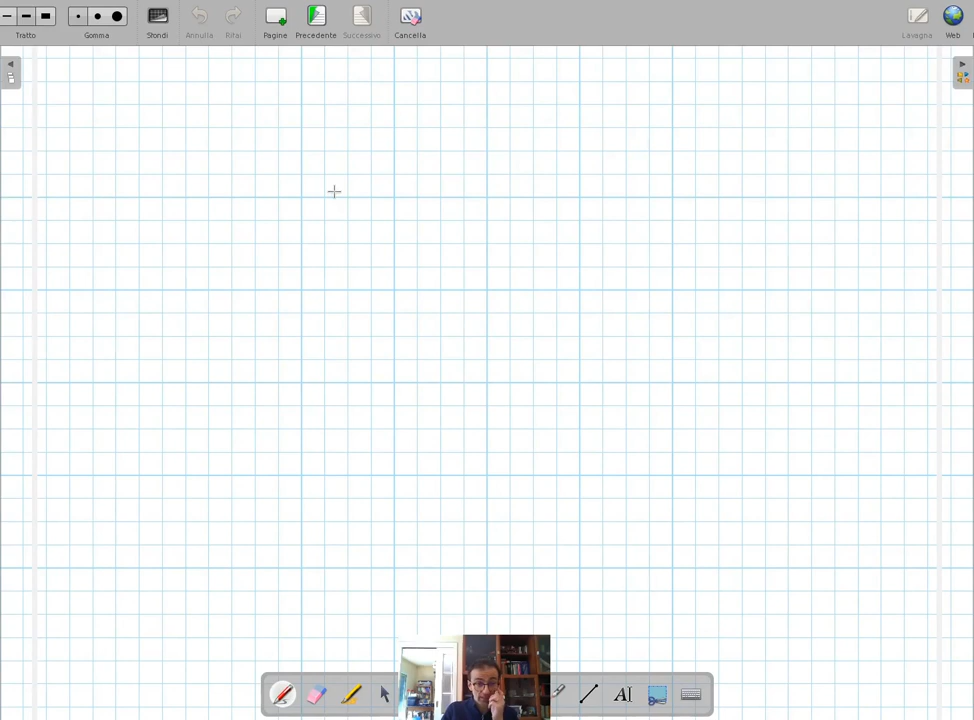 Tratto
Gomma
Sfondi
Annulla
Rifai
Pagine
Precedente
Successivo
Cancella
Lavagna
Web
A